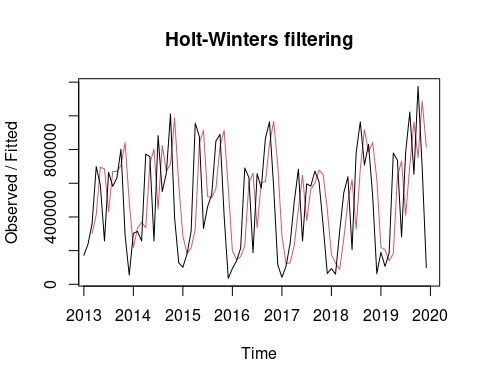 Holt-Winters filtering
Observed / Fitted
800000
400000
0
2013 2014 2015 2016 2017 2018 2019 2020
Time